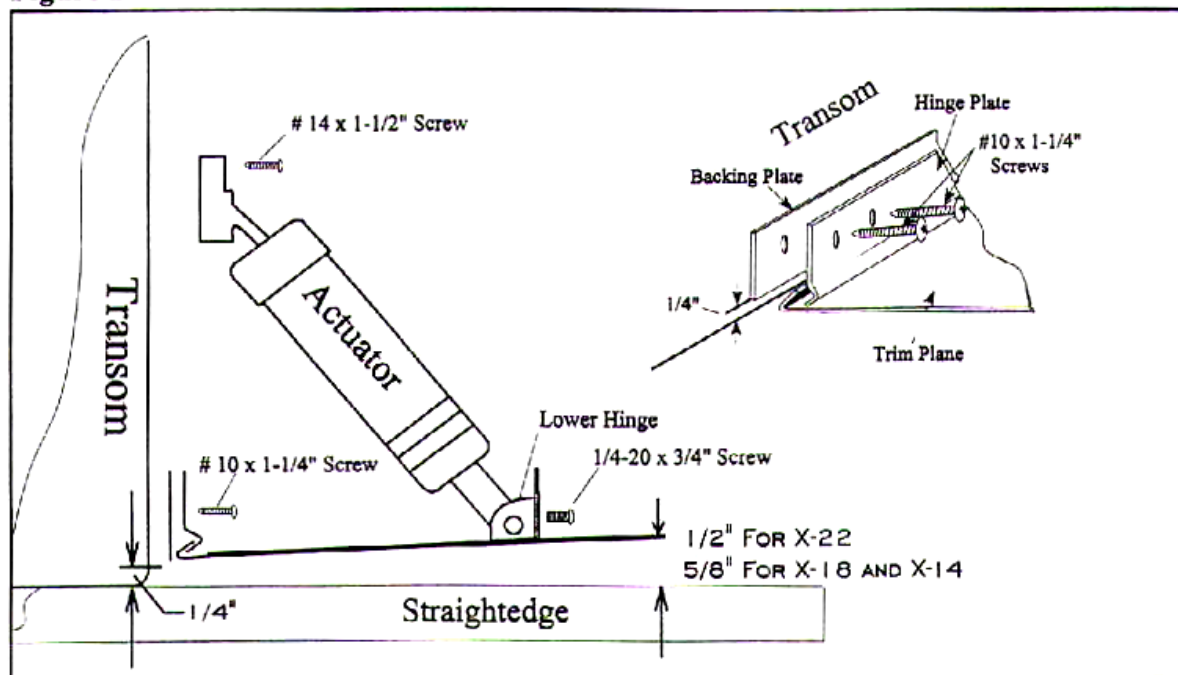 # 14 x 1-1/2" Screw
Transom
Hinge Plate
#10 x 1-1/4"
Screws
Backing Plate
1/4"
Trim Plane
Transom
Actuator
Lower Hinge
# 10 x 1-1/4" Screw
1/4-20 x 3/4" Screw
1/2" FOR X-22
5/8" FOR X-18 AND X-14
1/4"
Straightedge